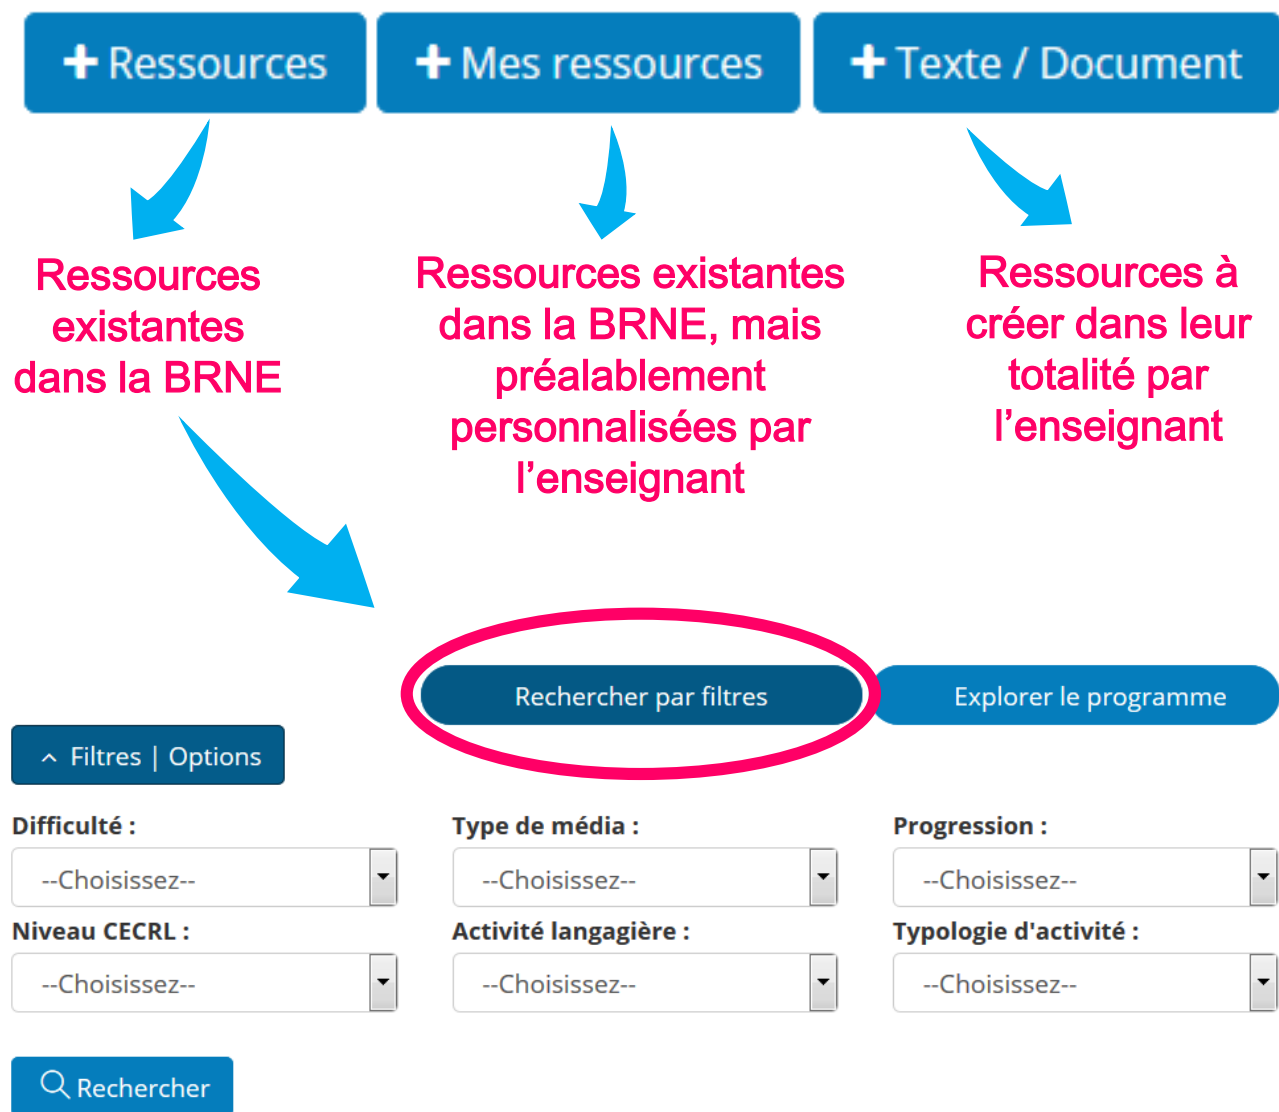 + Ressources
+ Mes ressources
+ Texte / Document
Ressources
existantes
dans la BRNE
Ressources existantes
dans la BRNE, mais
préalablement
personnalisées par
l’enseignant
Ressources à
créer dans leur
totalité par
l’enseignant
Rechercher par filtres
Explorer le programme
Filtres | Options
Difficulté :
--Choisissez--
Type de média :
--Choisissez--
Progression :
--Choisissez--
Niveau CECRL :
--Choisissez--
Activité langagière :
--Choisissez--
Typologie d'activité :
--Choisissez--
Rechercher